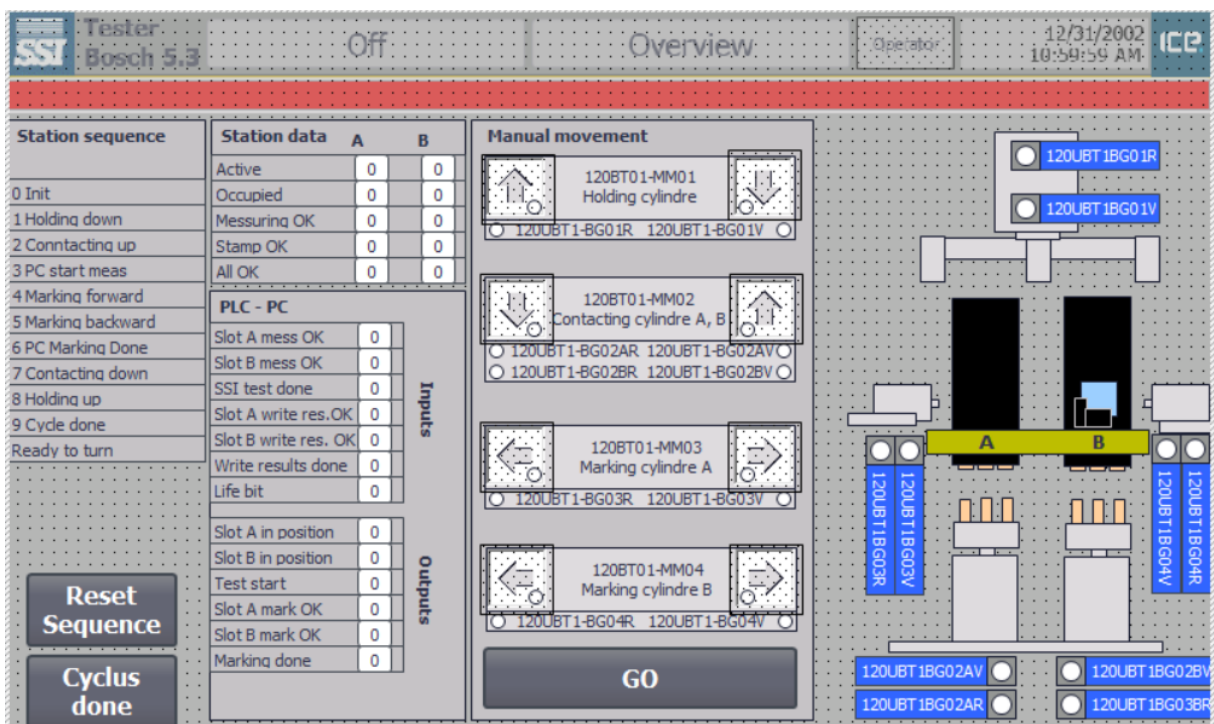 SSI
Tester
Bosch 5.3
Off
Overview
Operator
12/31/2002
10:59:59 AM
ICE
Station sequence
0 Init
1 Holding down
2 Conntacting up
3 PC start meas
4 Marking forward
5 Marking backward
6 PC Marking Done
7 Contacting down
8 Holding up
9 Cycle done
Ready to turn
Reset
Sequence
Cyclus
done
Station data A B
Active 0 0
Occupied 0 0
Messuring OK 0 0
Stamp OK 0 0
All OK 0 0
PLC - PC
Slot A mess OK 0
Slot B mess OK 0
SSI test done 0
Slot A write res.OK 0
Slot B write res. OK 0
Write results done 0
Life bit 0
Inputs
Slot A in position 0
Slot B in position 0
Test start 0
Slot A mark OK 0
Slot B mark OK 0
Marking done 0
Outputs
Manual movement
120BT01-MM01
Holding cylindre
120UBT1-BG01R 120UBT1-BG01V
120BT01-MM02
Contacting cylindre A, B
120UBT1-BG02AR 120UBT1-BG02AV
120UBT1-BG02BR 120UBT1-BG02BV
120BT01-MM03
Marking cylindre A
120UBT1-BG03R 120UBT1-BG03V
120BT01-MM04
Marking cylindre B
120UBT1-BG04R 120UBT1-BG04V
GO
120UBT1BG01R
120UBT1BG01V
A B
120UBT1BG03R
120UBT1BG03V
120UBT1BG04V
120UBT1BG04R
120UBT1BG02AV
120UBT1BG02BV
120UBT1BG02AR
120UBT1BG03BR